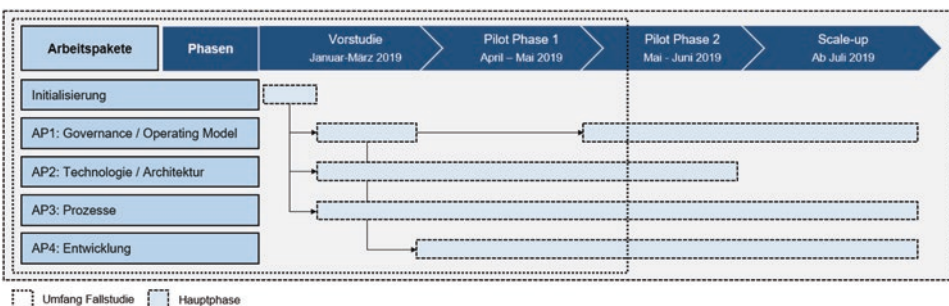 Arbeitspakete
Phasen
Vorstudie
Januar-März 2019
Pilot Phase 1
April – Mai 2019
Pilot Phase 2
Mai - Juni 2019
Scale-up
Ab Juli 2019
Initialisierung
AP1: Governance / Operating Model
AP2: Technologie / Architektur
AP3: Prozesse
AP4: Entwicklung
Umfang Fallstudie
Hauptphase